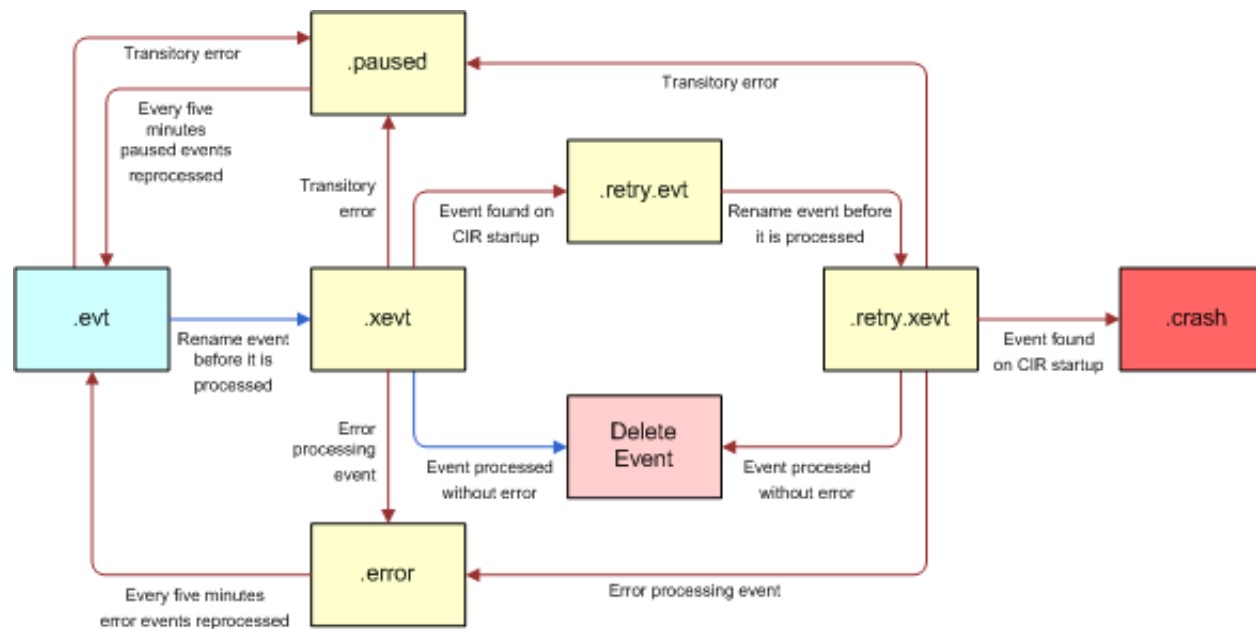 .paused
Transitory error
Transitory error
Every five
minutes
paused events
reprocessed
Transitory
error
.retry.evt
Event found on
CIR startup
Rename event before
it is processed
.evt
.xevt
.retry.xevt
.crash
Rename event
before it is
processed
Event found
on CIR startup
Error
processing
event
Delete
Event
Event processed
without error
Event processed
without error
.error
Every five minutes
error events reprocessed
Error processing event